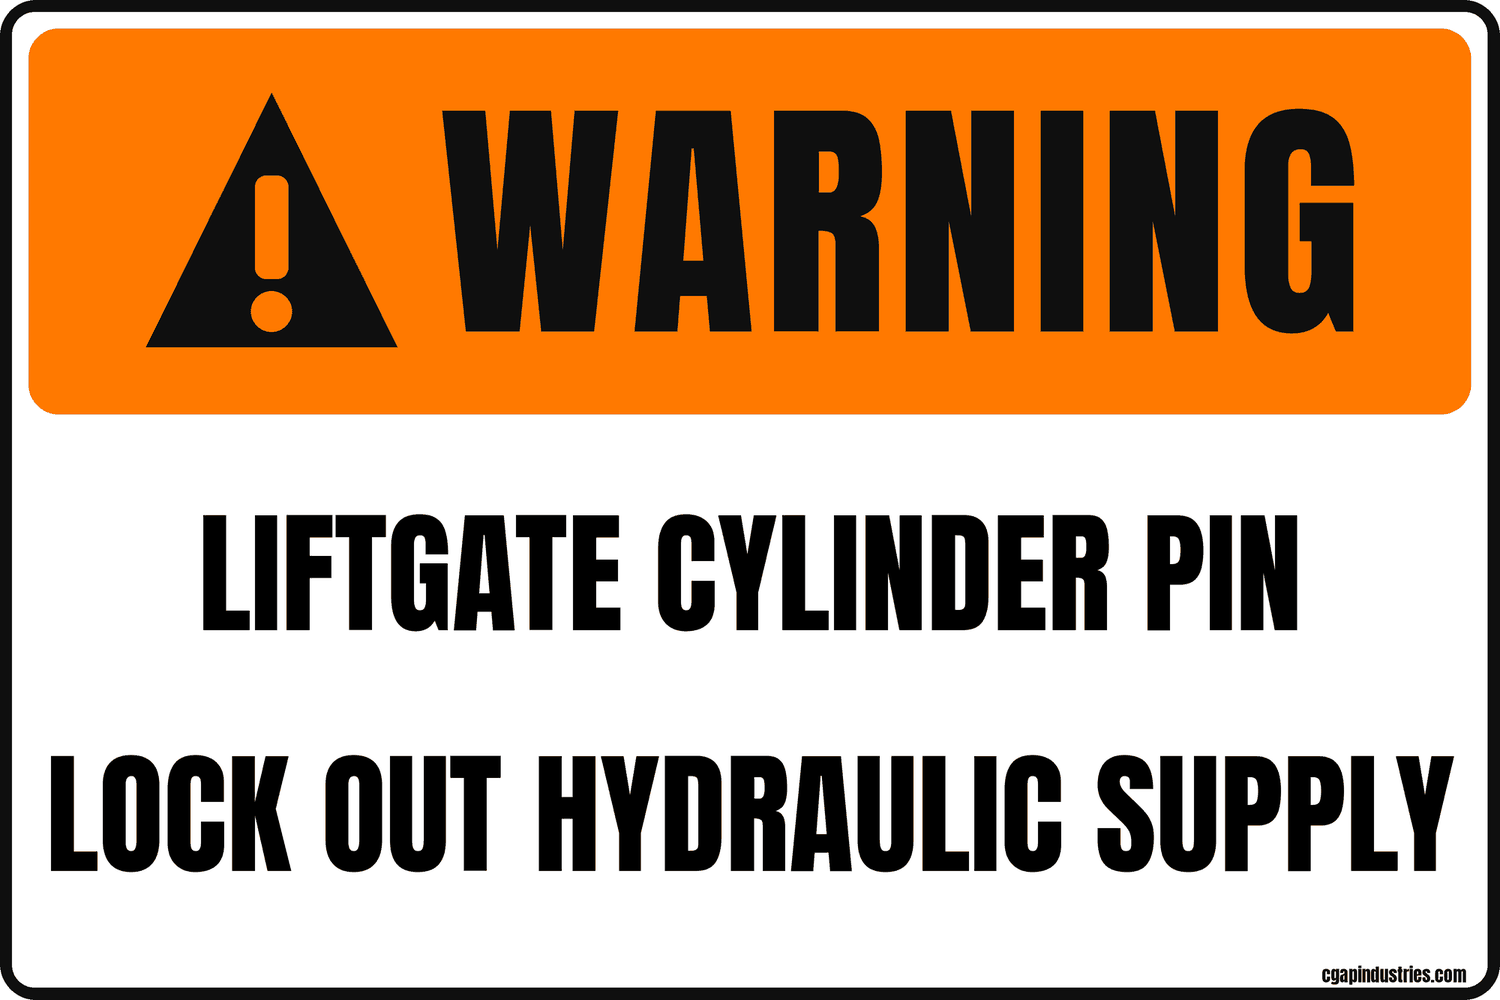 WARNING
LIFTGATE CYLINDER PIN
LOCK OUT HYDRAULIC SUPPLY
cgapindustries.com